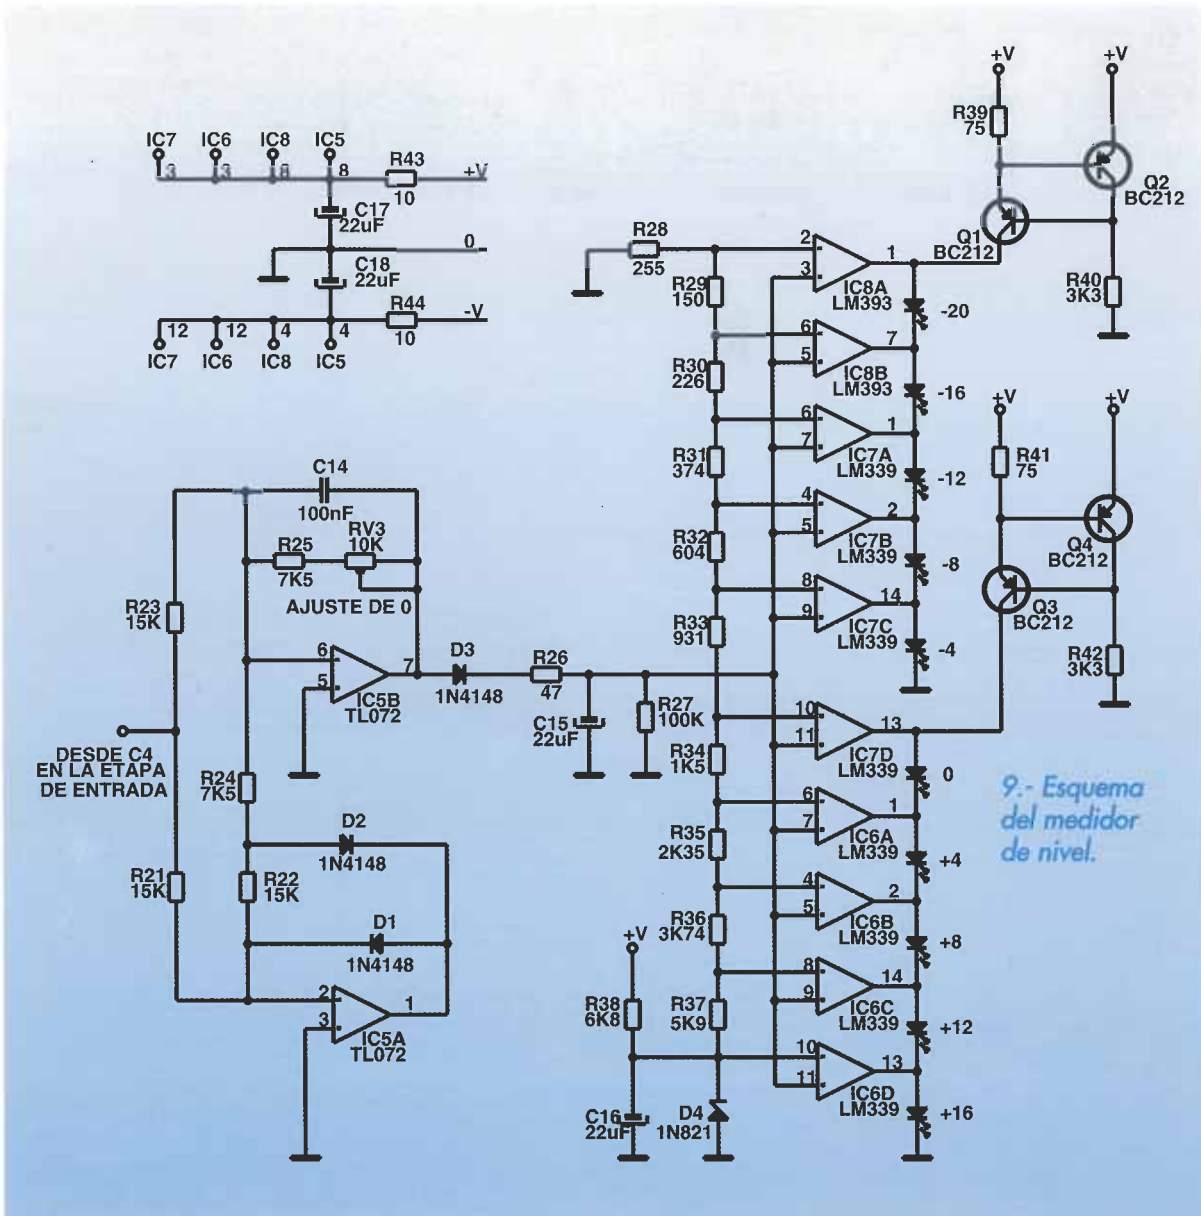 +V
+V
R39
75
Q2
BC212
Q1
BC212
R40
3K3
IC7
IC6
IC8
IC5
3
3
8
8
R43
10
+V
C17
22uF
0
C18
22uF
R44
10
-V
12
12
4
4
IC7
IC6
IC8
IC5
R28
255
R29
150
2
3
1
IC8A
LM393
-20
6
5
7
IC8B
LM393
-16
R30
226
6
7
1
IC7A
LM339
-12
R31
374
4
5
2
IC7B
LM339
-8
R32
604
8
9
14
IC7C
LM339
-4
R33
931
+V
+V
R41
75
Q4
BC212
Q3
BC212
R42
3K3
C14
100nF
R25
7K5
RV3
10K
AJUSTE DE 0
R23
15K
6
5
7
IC5B
TL072
D3
1N4148
R26
47
C15
22uF
R27
100K
DESDE C4
EN LA ETAPA
DE ENTRADA
R24
7K5
D2
1N4148
R21
15K
R22
15K
D1
1N4148
2
3
1
IC5A
TL072
10
11
13
IC7D
LM339
0
R34
1K5
6
7
1
IC6A
LM339
+4
R35
2K35
4
5
2
IC6B
LM339
+8
R36
3K74
8
9
14
IC6C
LM339
+12
+V
R38
6K8
R37
5K9
10
11
13
IC6D
LM339
+16
C16
22uF
D4
1N821
9.- Esquema
del medidor
de nivel.